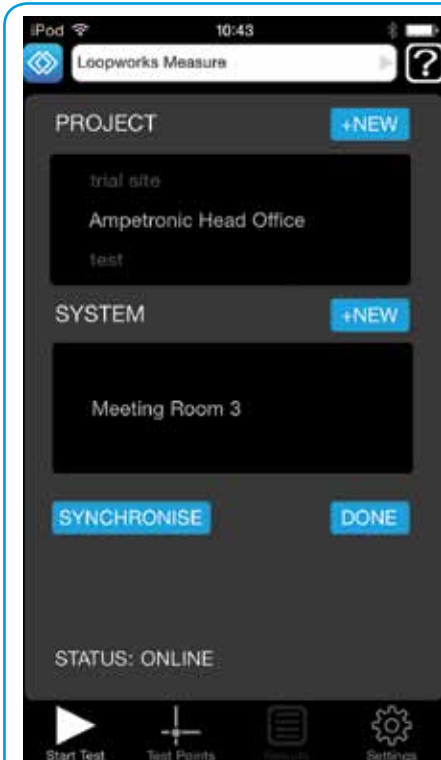 iPod 10:43
Loopworks Measure ?
PROJECT +NEW
trial site
Ampetronic Head Office
test
SYSTEM +NEW
Meeting Room 3
SYNCHRONISE DONE
STATUS: ONLINE
Start Test Test Points Results Settings